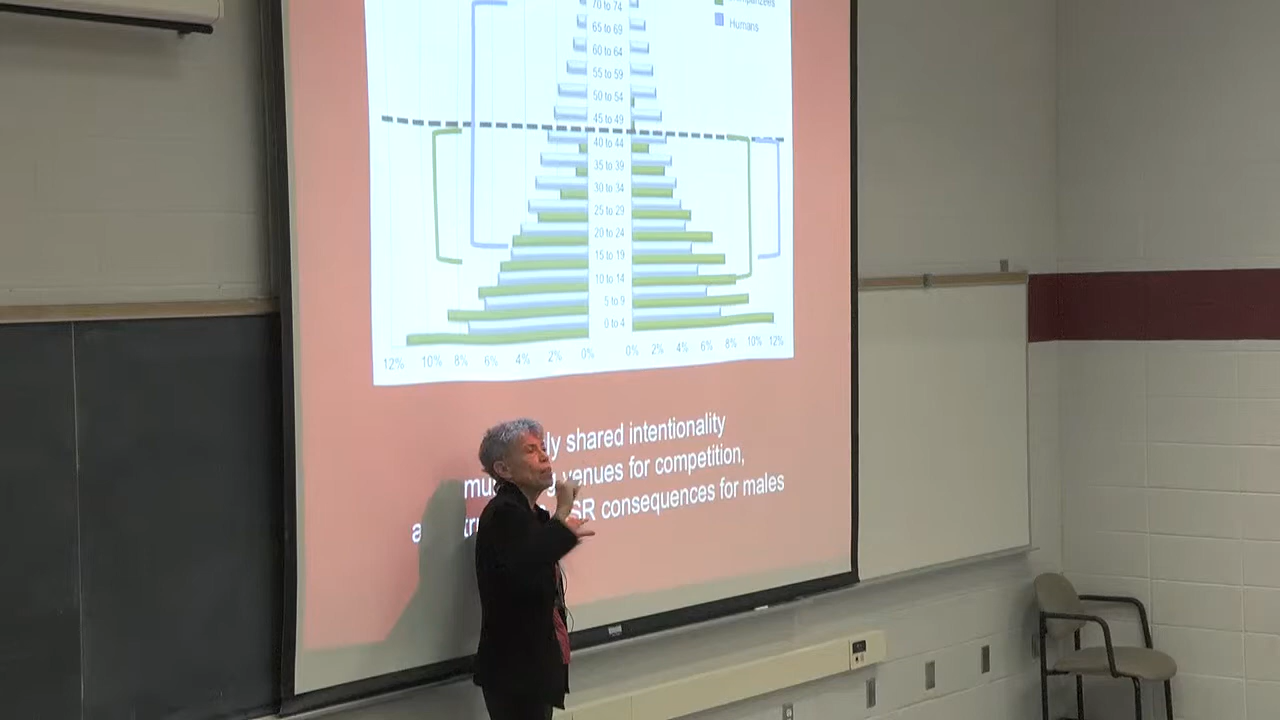 70 to 74
65 to 69
Humans
60 to 64
55 to 59
50 to 54
45 to 49
40 to 44
35 to 39
30 to 34
25 to 29
20 to 24
15 to 19
10 to 14
5 to 9
0 to 4
12% 10% 8% 6% 4% 2% 0% 0% 2% 4% 6% 8% 10% 12%
shared intentionality
venues for competition,
SR consequences for males